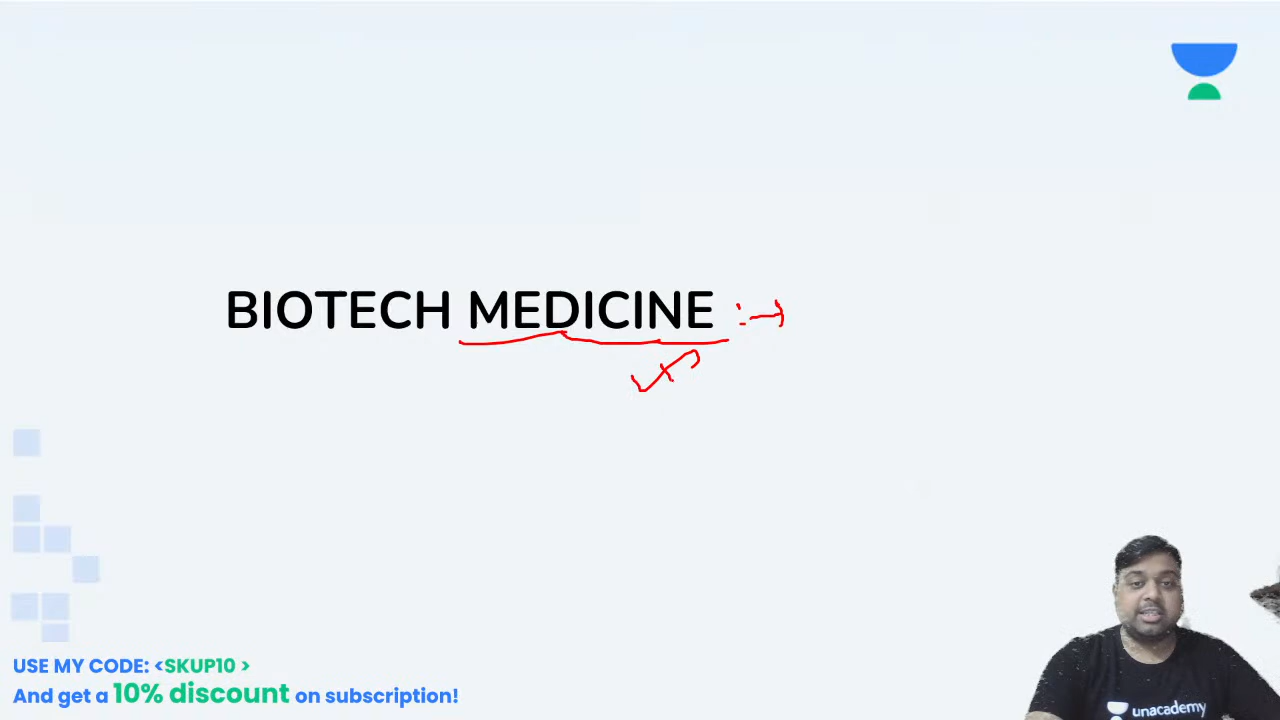 BIOTECH MEDICINE
USE MY CODE: <SKUP10 >
And get a 10% discount on subscription!
unacademy